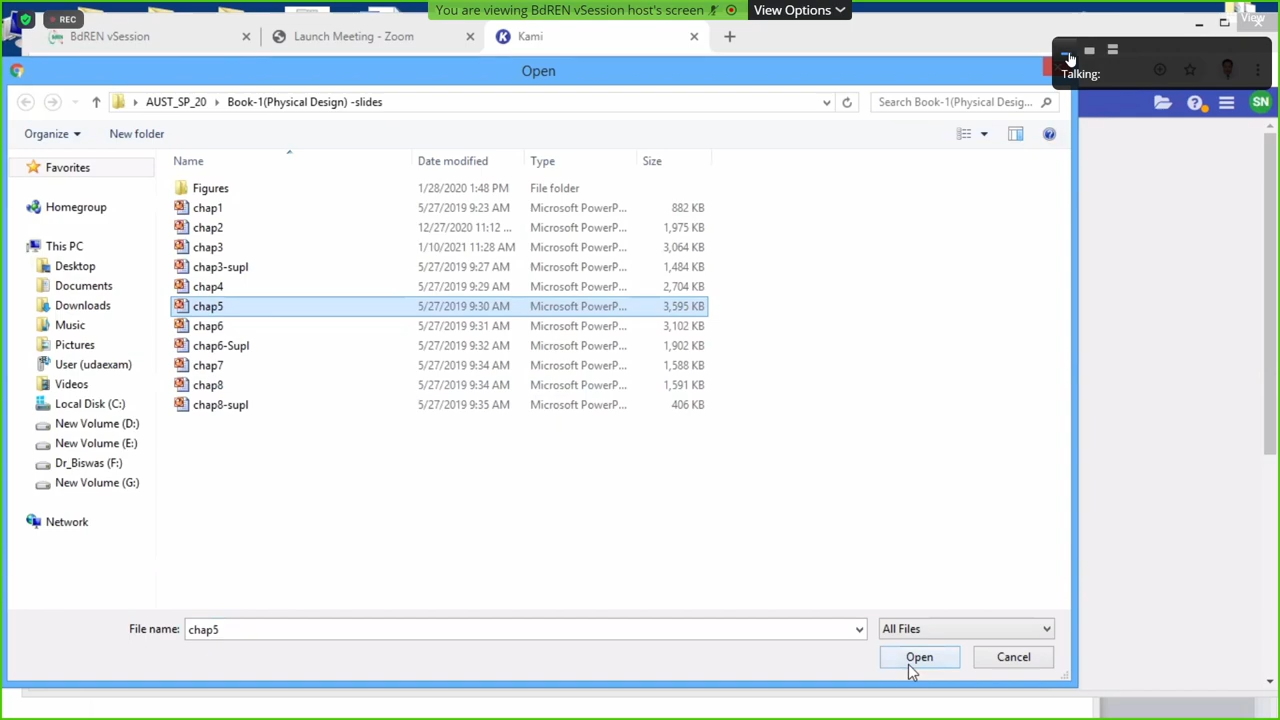 REC
You are viewing BdREN vSession host's screen
View Options
View
BdREN vSession
Launch Meeting - Zoom
Kami
Talking:
Open
AUST_SP_20
Book-1(Physical Design) -slides
Search Book-1(Physical Desig...
SN
Organize
New folder
Name
Date modified
Type
Size
Favorites
Homegroup
This PC
Desktop
Documents
Downloads
Music
Pictures
User (udaexam)
Videos
Local Disk (C:)
New Volume (D:)
New Volume (E:)
Dr_Biswas (F:)
New Volume (G:)
Network
Figures 1/28/2020 1:48 PM File folder
chap1 5/27/2019 9:23 AM Microsoft PowerP... 882 KB
chap2 12/27/2020 11:12 ... Microsoft PowerP... 1,975 KB
chap3 1/10/2021 11:28 AM Microsoft PowerP... 3,064 KB
chap3-supl 5/27/2019 9:27 AM Microsoft PowerP... 1,484 KB
chap4 5/27/2019 9:29 AM Microsoft PowerP... 2,704 KB
chap5 5/27/2019 9:30 AM Microsoft PowerP... 3,595 KB
chap6 5/27/2019 9:31 AM Microsoft PowerP... 3,102 KB
chap6-Supl 5/27/2019 9:32 AM Microsoft PowerP... 1,902 KB
chap7 5/27/2019 9:34 AM Microsoft PowerP... 1,588 KB
chap8 5/27/2019 9:34 AM Microsoft PowerP... 1,591 KB
chap8-supl 5/27/2019 9:35 AM Microsoft PowerP... 406 KB
File name: chap5
All Files
Open
Cancel